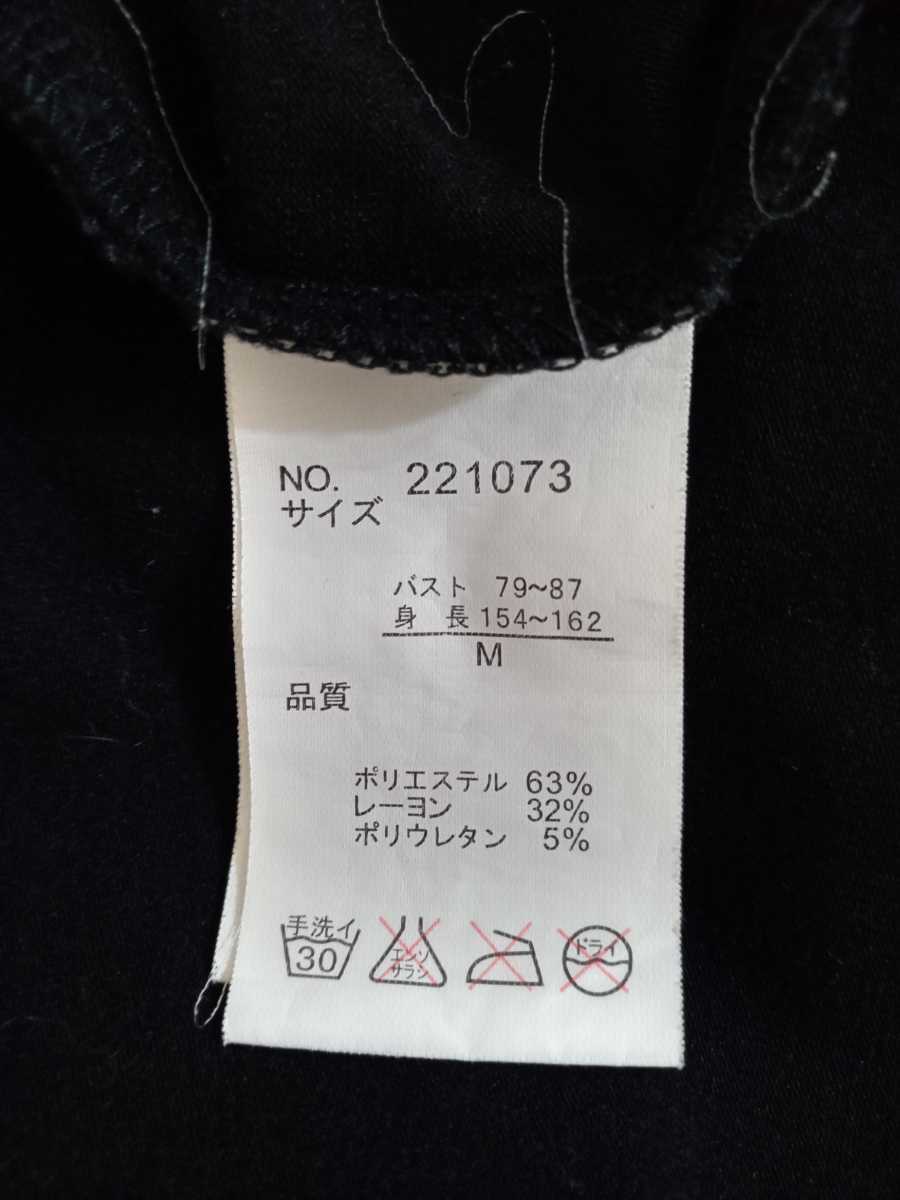 NO. 221073
サイズ
バスト 79~87
身 長 154~162
M
品質
ポリエステル 63%
レーヨン 32%
ポリウレタン 5%
手洗イ
30
エンソ
サラシ
ドライ